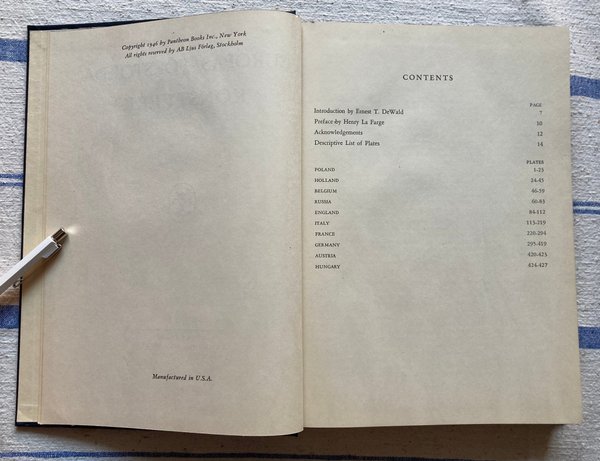 Copyright 1946 by Pantheon Books Inc., New York
All rights reserved by AB Ljus Förlag, Stockholm
Manufactured in U.S.A.
CONTENTS
PAGE
Introduction by Ernest T. DeWald 7
Preface by Henry La Farge 10
Acknowledgements 12
Descriptive List of Plates 14
PLATES
POLAND 1-23
HOLLAND 24-45
BELGIUM 46-59
RUSSIA 60-83
ENGLAND 84-112
ITALY 113-219
FRANCE 220-294
GERMANY 295-419
AUSTRIA 420-423
HUNGARY 424-427